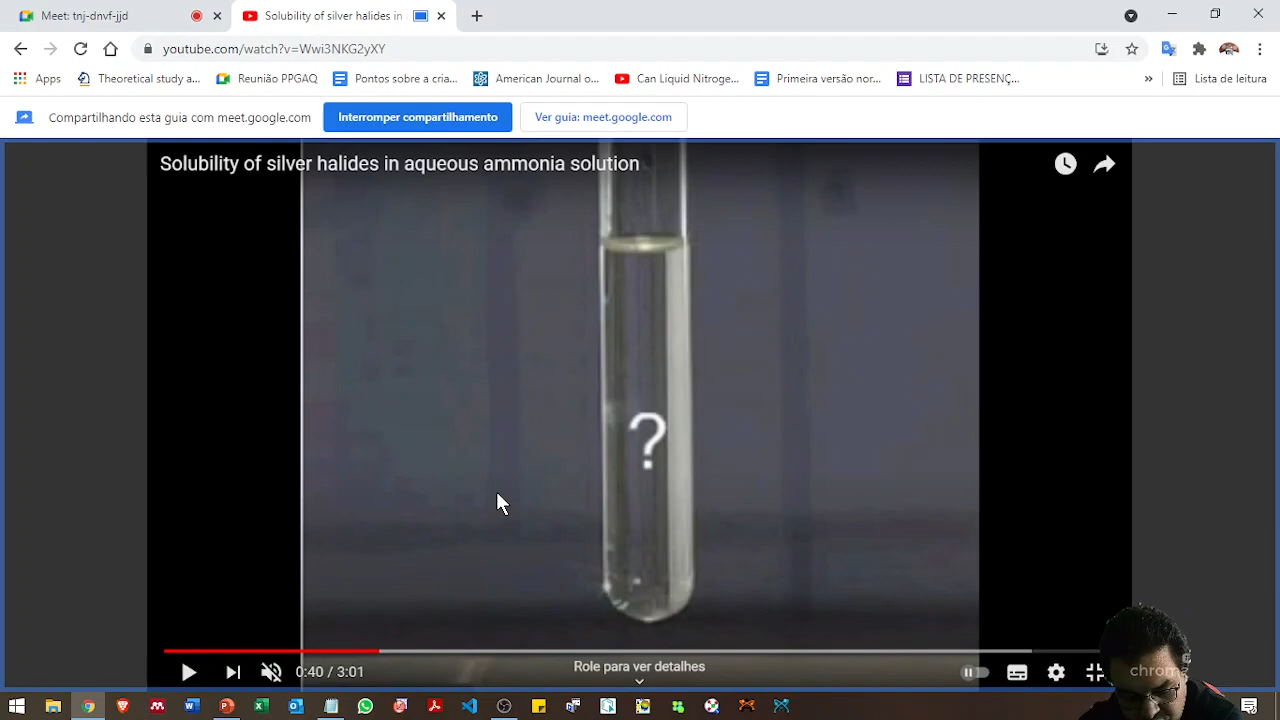 Meet: tnj-dnvf-jjd
Solubility of silver halides in
youtube.com/watch?v=Wwi3NKG2yXY
Apps
Theoretical study a...
Reunião PPGAQ
Pontos sobre a cria...
American Journal o...
Can Liquid Nitroge...
Primeira versão nor...
LISTA DE PRESENÇ...
»
Lista de leitura
Compartilhando esta guia com meet.google.com
Interromper compartilhamento
Ver guia: meet.google.com
Solubility of silver halides in aqueous ammonia solution
?
0:40 / 3:01
Role para ver detalhes